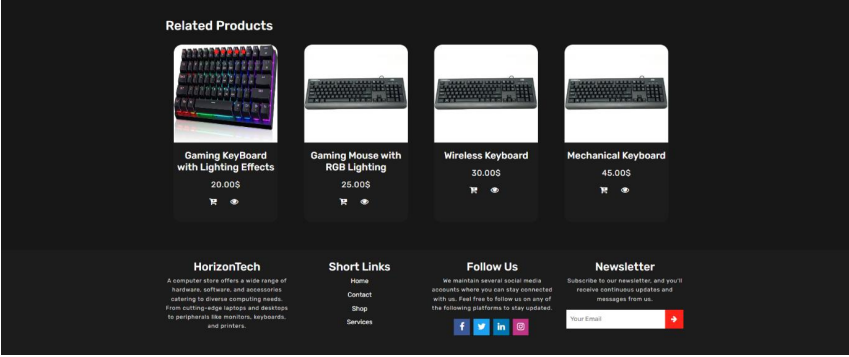 Related Products
Gaming KeyBoard
with Lighting Effects
20.00$
Gaming Mouse with
RGB Lighting
25.00$
Wireless Keyboard
30.00$
Mechanical Keyboard
45.00$
HorizonTech
A computer store offers a wide range of
hardware, software, and accessories
catering to diverse computing needs.
From cutting-edge laptops and desktops
to peripherals like monitors, keyboards,
and printers.
Short Links
Home
Contact
Shop
Services
Follow Us
We maintain several social media
accounts where you can stay connected
with us. Feel free to follow us on any of
the following platforms to stay updated.
Newsletter
Subscribe to our newsletter, and you'll
receive continuous updates and
messages from us.
Your Email